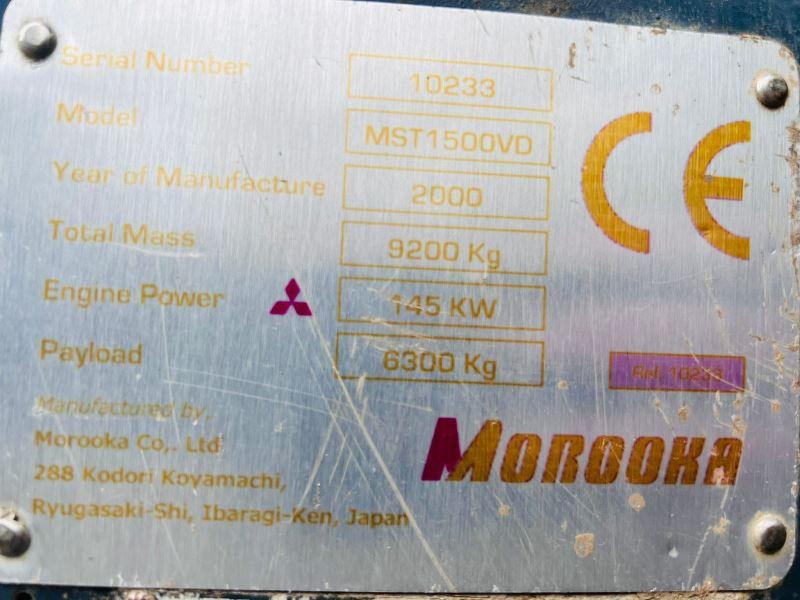 Serial Number 10233
Model MST1500VD
Year of Manufacture 2000
Total Mass 9200 Kg
Engine Power 145 KW
Payload 6300 Kg
CE
Ref. 10233
Manufactured by,
Morooka Co,. Ltd
288 Kodori Koyamachi,
Ryugasaki-Shi, Ibaragi-Ken, Japan
MOROOKA